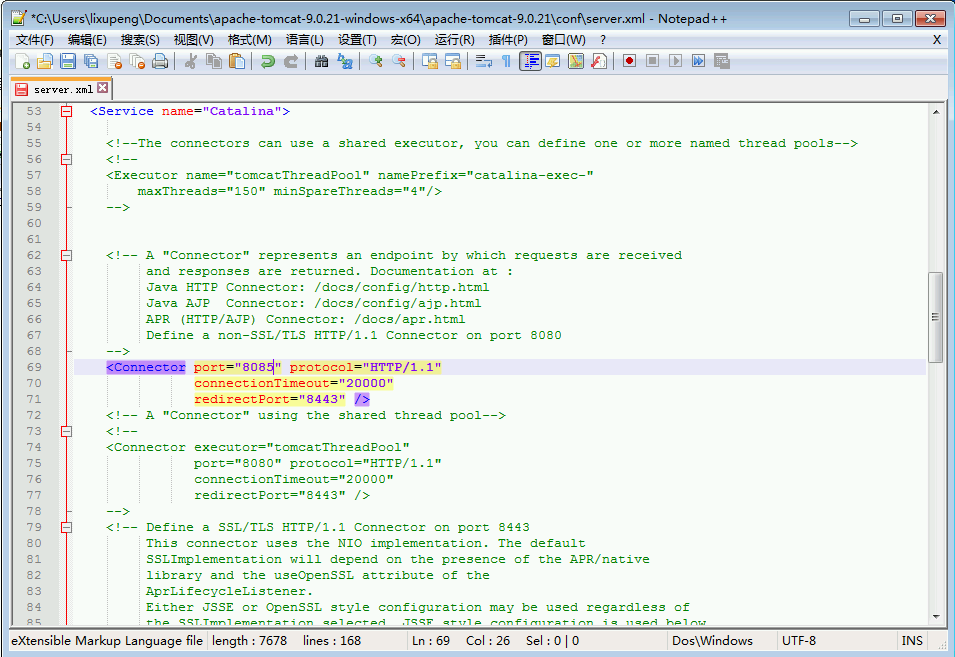 *C:\Users\lixupeng\Documents\apache-tomcat-9.0.21-windows-x64\apache-tomcat-9.0.21\conf\server.xml - Notepad++
文件(F) 编辑(E) 搜索(S) 视图(V) 格式(M) 语言(L) 设置(T) 宏(O) 运行(R) 插件(P) 窗口(W) ? X
server.xml
53 <Service name="Catalina">
54
55 <!--The connectors can use a shared executor, you can define one or more named thread pools-->
56 <!--
57 <Executor name="tomcatThreadPool" namePrefix="catalina-exec-"
58 maxThreads="150" minSpareThreads="4"/>
59 -->
60
61
62 <!-- A "Connector" represents an endpoint by which requests are received
63 and responses are returned. Documentation at :
64 Java HTTP Connector: /docs/config/http.html
65 Java AJP  Connector: /docs/config/ajp.html
66 APR (HTTP/AJP) Connector: /docs/apr.html
67 Define a non-SSL/TLS HTTP/1.1 Connector on port 8080
68 -->
69 <Connector port="8085" protocol="HTTP/1.1"
70 connectionTimeout="20000"
71 redirectPort="8443" />
72 <!-- A "Connector" using the shared thread pool-->
73 <!--
74 <Connector executor="tomcatThreadPool"
75 port="8080" protocol="HTTP/1.1"
76 connectionTimeout="20000"
77 redirectPort="8443" />
78 -->
79 <!-- Define a SSL/TLS HTTP/1.1 Connector on port 8443
80 This connector uses the NIO implementation. The default
81 SSLImplementation will depend on the presence of the APR/native
82 library and the useOpenSSL attribute of the
83 AprLifecycleListener.
84 Either JSSE or OpenSSL style configuration may be used regardless of
85 the SSLImplementation selected. JSSE style configuration is used below.
eXtensible Markup Language file length : 7678 lines : 168 Ln : 69 Col : 26 Sel : 0 | 0 Dos\Windows UTF-8 INS